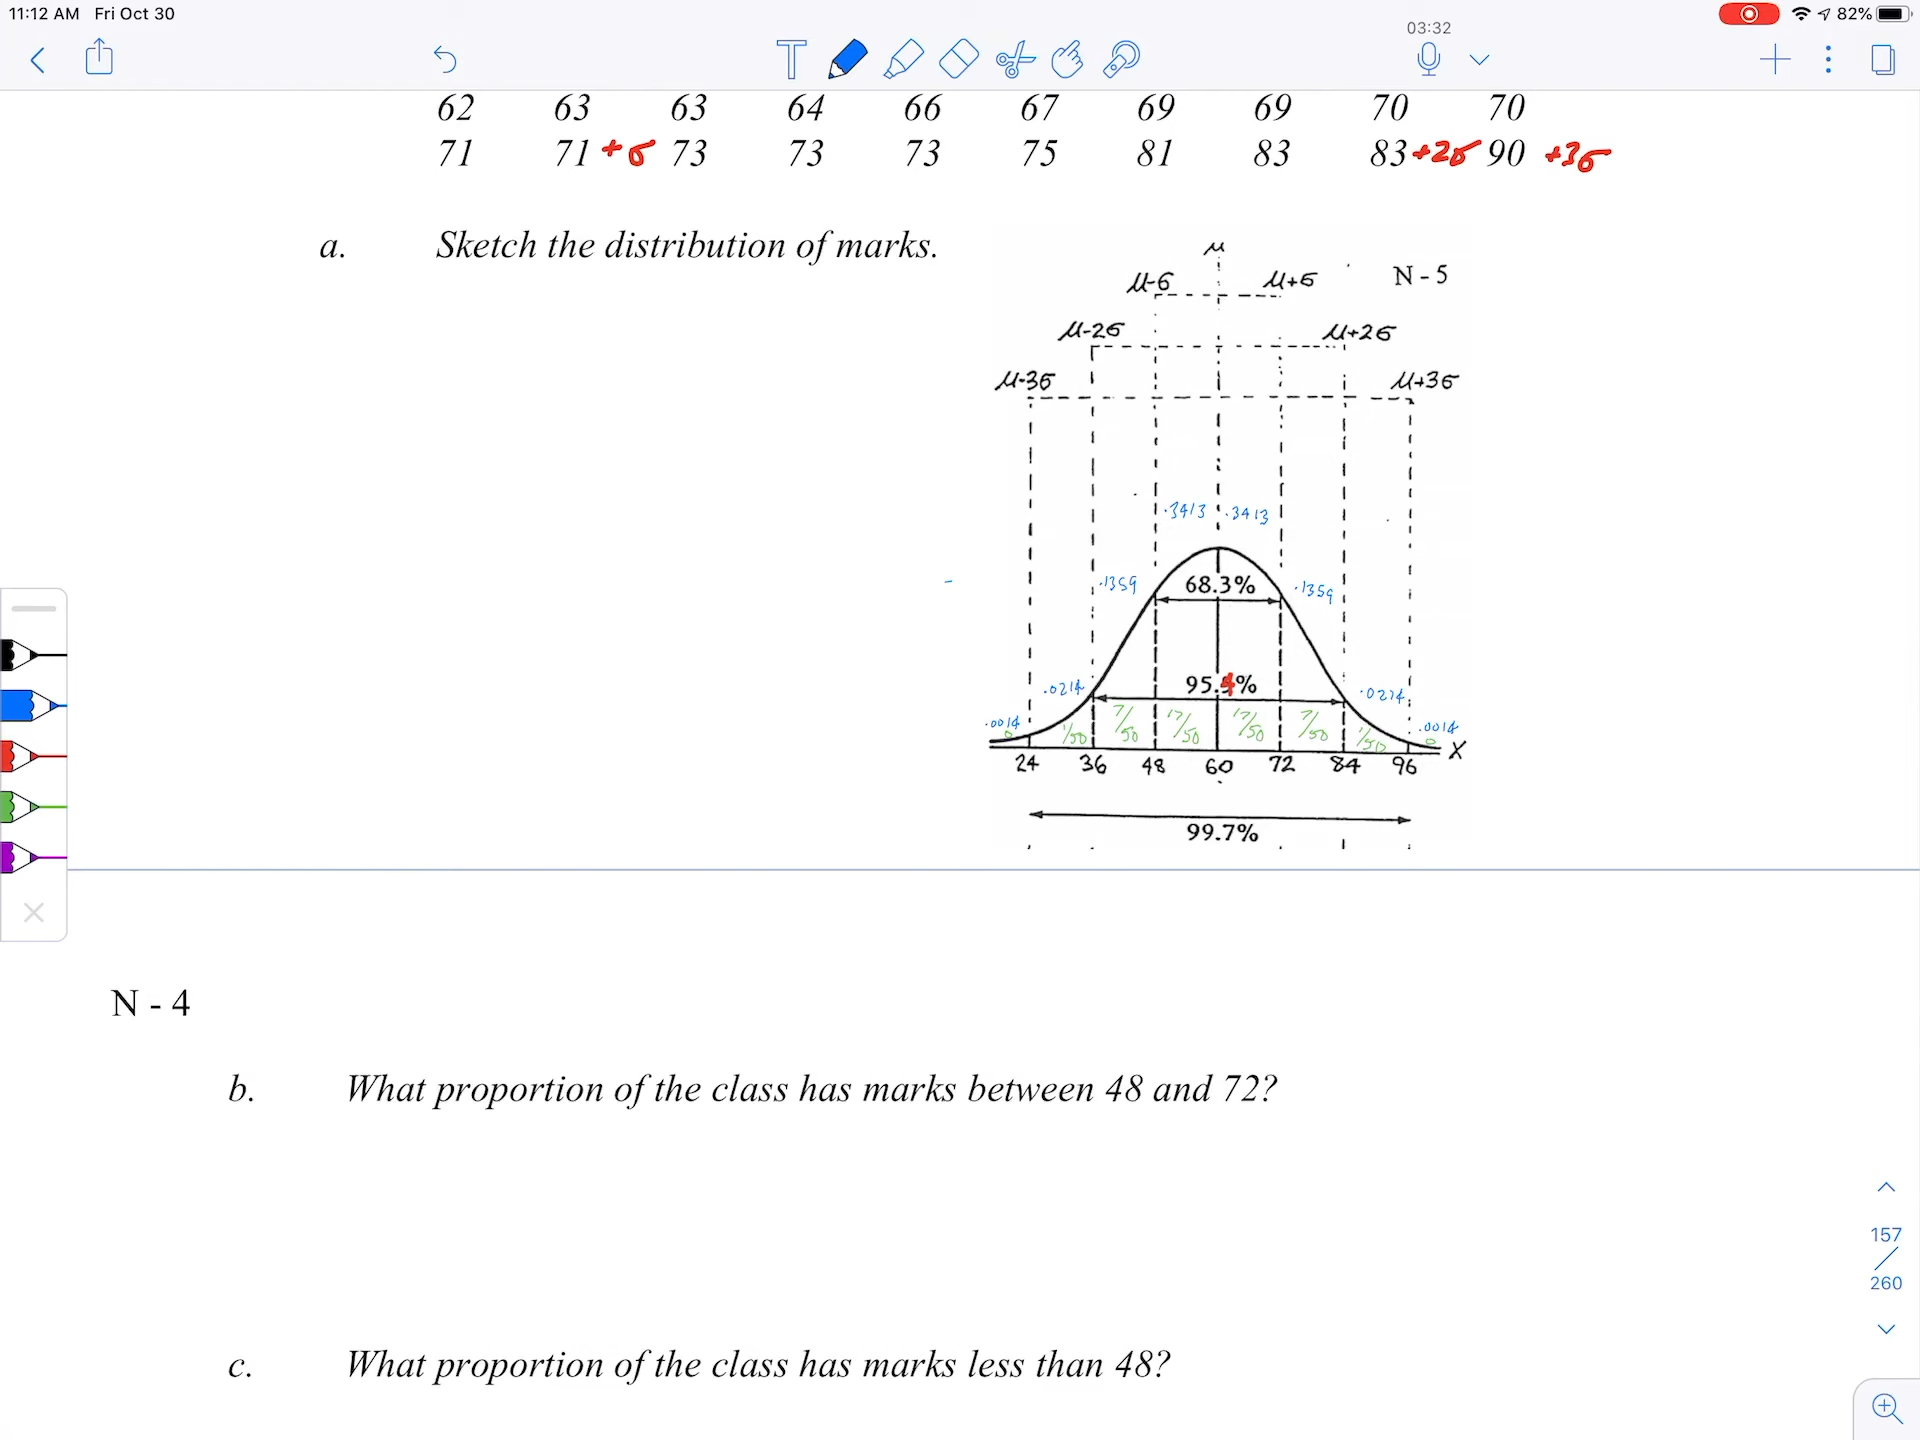 11:12 AM Fri Oct 30
82%
03:32
62 63 63 64 66 67 69 69 70 70
71 71 +σ 73 73 73 75 81 83 83 +2σ 90 +3σ
a. Sketch the distribution of marks.
μ
μ-σ μ+σ N - 5
μ-2σ μ+2σ
μ-3σ μ+3σ
.3413 .3413
.1359 68.3% .1359
.0214 95.4% .0214
.0014 0 1/50 7/50 17/50 17/50 7/50 1/50 0 .0014
24 36 48 60 72 84 96 X
99.7%
N - 4
b. What proportion of the class has marks between 48 and 72?
157
260
c. What proportion of the class has marks less than 48?